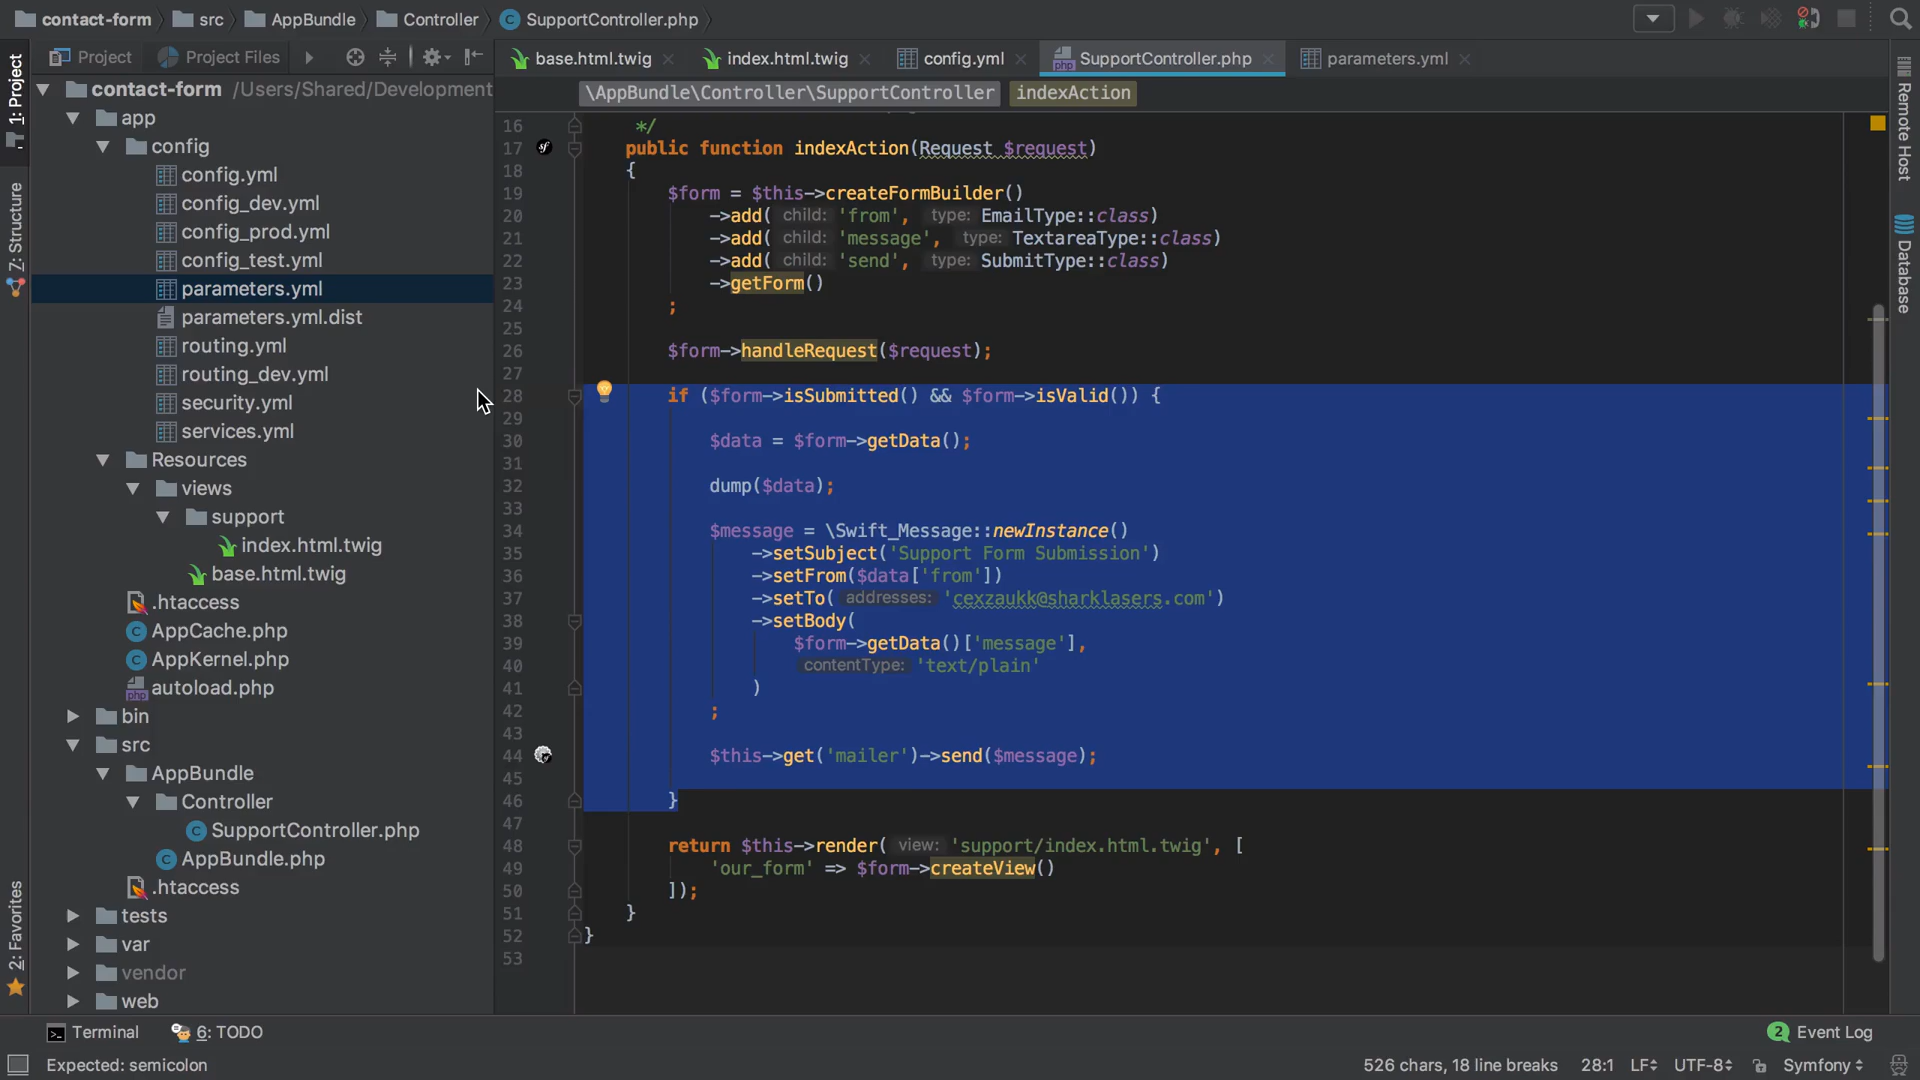 contact-form
src
AppBundle
Controller
SupportController.php
1: Project
Z: Structure
2: Favorites
Project
Project Files
base.html.twig
index.html.twig
config.yml
SupportController.php
parameters.yml
\AppBundle\Controller\SupportController
indexAction
contact-form /Users/Shared/Development
app
config
config.yml
config_dev.yml
config_prod.yml
config_test.yml
parameters.yml
parameters.yml.dist
routing.yml
routing_dev.yml
security.yml
services.yml
Resources
views
support
index.html.twig
base.html.twig
.htaccess
AppCache.php
AppKernel.php
autoload.php
bin
src
AppBundle
Controller
SupportController.php
AppBundle.php
.htaccess
tests
var
vendor
web
16 */
17 public function indexAction(Request $request)
18 {
19 $form = $this->createFormBuilder()
20 ->add( child: 'from', type: EmailType::class)
21 ->add( child: 'message', type: TextareaType::class)
22 ->add( child: 'send', type: SubmitType::class)
23 ->getForm()
24 ;
25
26 $form->handleRequest($request);
27
28 if ($form->isSubmitted() && $form->isValid()) {
29
30 $data = $form->getData();
31
32 dump($data);
33
34 $message = \Swift_Message::newInstance()
35 ->setSubject('Support Form Submission')
36 ->setFrom($data['from'])
37 ->setTo( addresses: 'cexzaukk@sharklasers.com')
38 ->setBody(
39 $form->getData()['message'],
40 contentType: 'text/plain'
41 )
42 ;
43
44 $this->get('mailer')->send($message);
45
46 }
47
48 return $this->render( view: 'support/index.html.twig', [
49 'our_form' => $form->createView()
50 ]);
51 }
52 }
53
Remote Host
Database
Terminal
6: TODO
2 Event Log
Expected: semicolon
526 chars, 18 line breaks
28:1
LF
UTF-8
Symfony